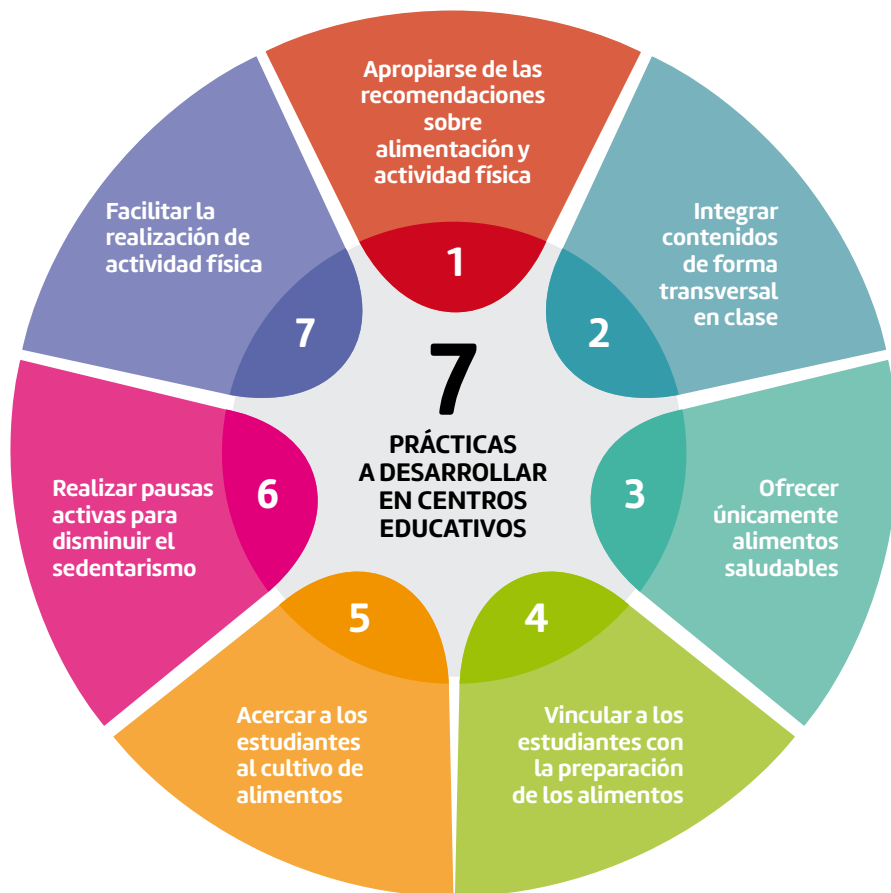 7
PRÁCTICAS
A DESARROLLAR
EN CENTROS
EDUCATIVOS
1
Apropiarse de las
recomendaciones
sobre
alimentación y
actividad física
2
Integrar
contenidos
de forma
transversal
en clase
3
Ofrecer
únicamente
alimentos
saludables
4
Vincular a los
estudiantes con
la preparación
de los alimentos
5
Acercar a los
estudiantes
al cultivo de
alimentos
6
Realizar pausas
activas para
disminuir el
sedentarismo
7
Facilitar la
realización de
actividad física